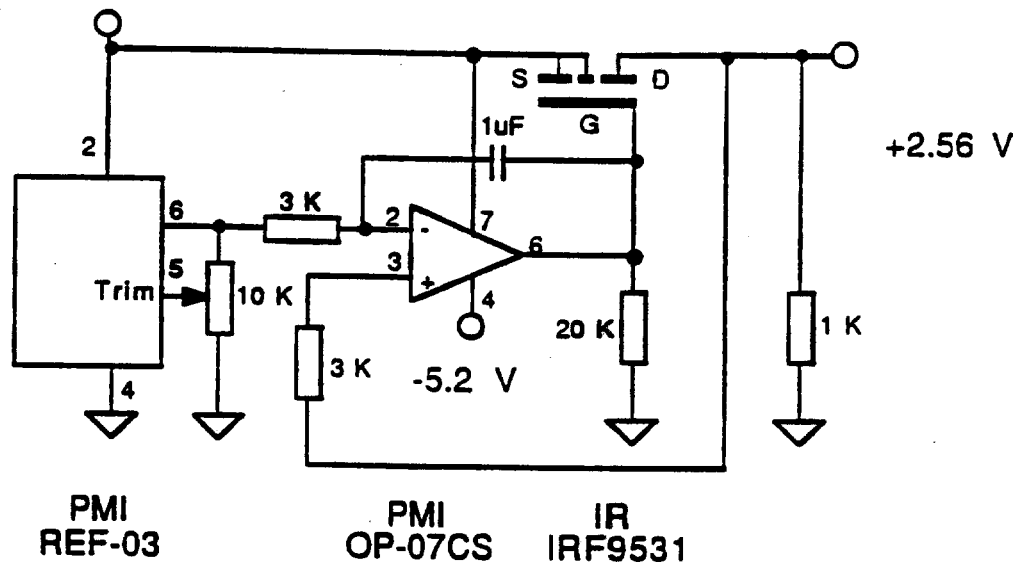 S
D
G
1uF
+2.56 V
2
6
3 K
2
7
-
5
3
6
Trim
10 K
+
4
20 K
1 K
3 K
-5.2 V
4
PMI
REF-03
PMI
OP-07CS
IR
IRF9531